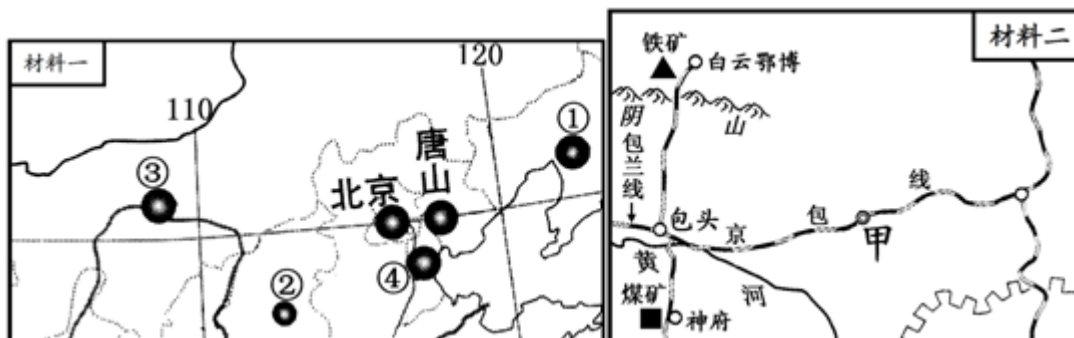 材料一
120
110
①
唐山
③
北京
④
②
材料二
铁矿
白云鄂博
阴山
包兰线
包头
京包线
甲
黄河
煤矿
神府